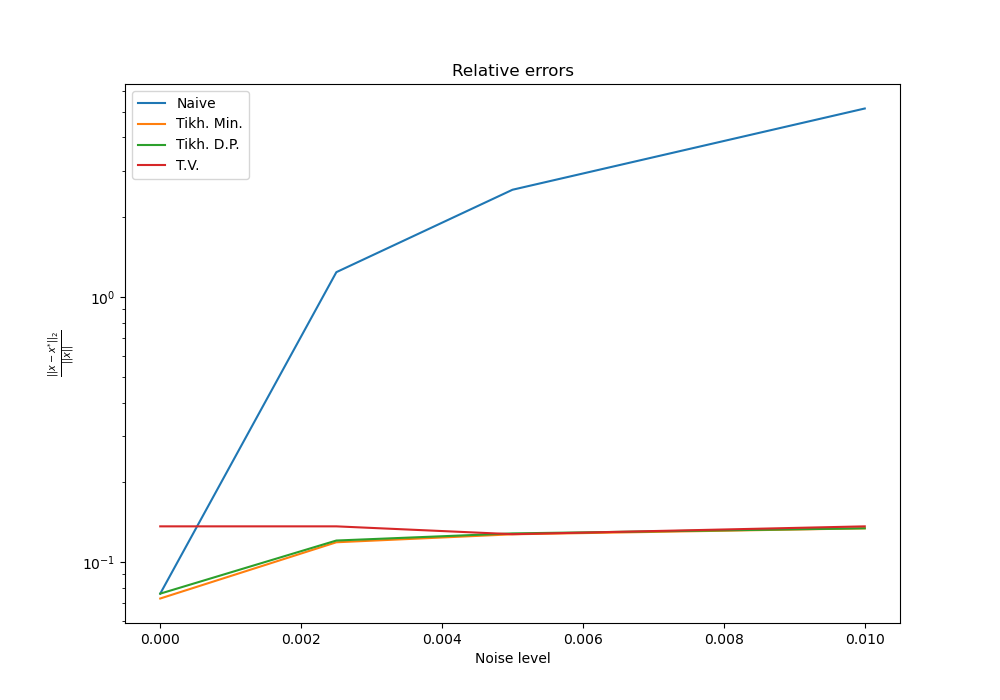 Relative errors
Naive
Tikh. Min.
Tikh. D.P.
T.V.
10⁰
10⁻¹
||x − x*||₂
||x||
0.000 0.002 0.004 0.006 0.008 0.010
Noise level